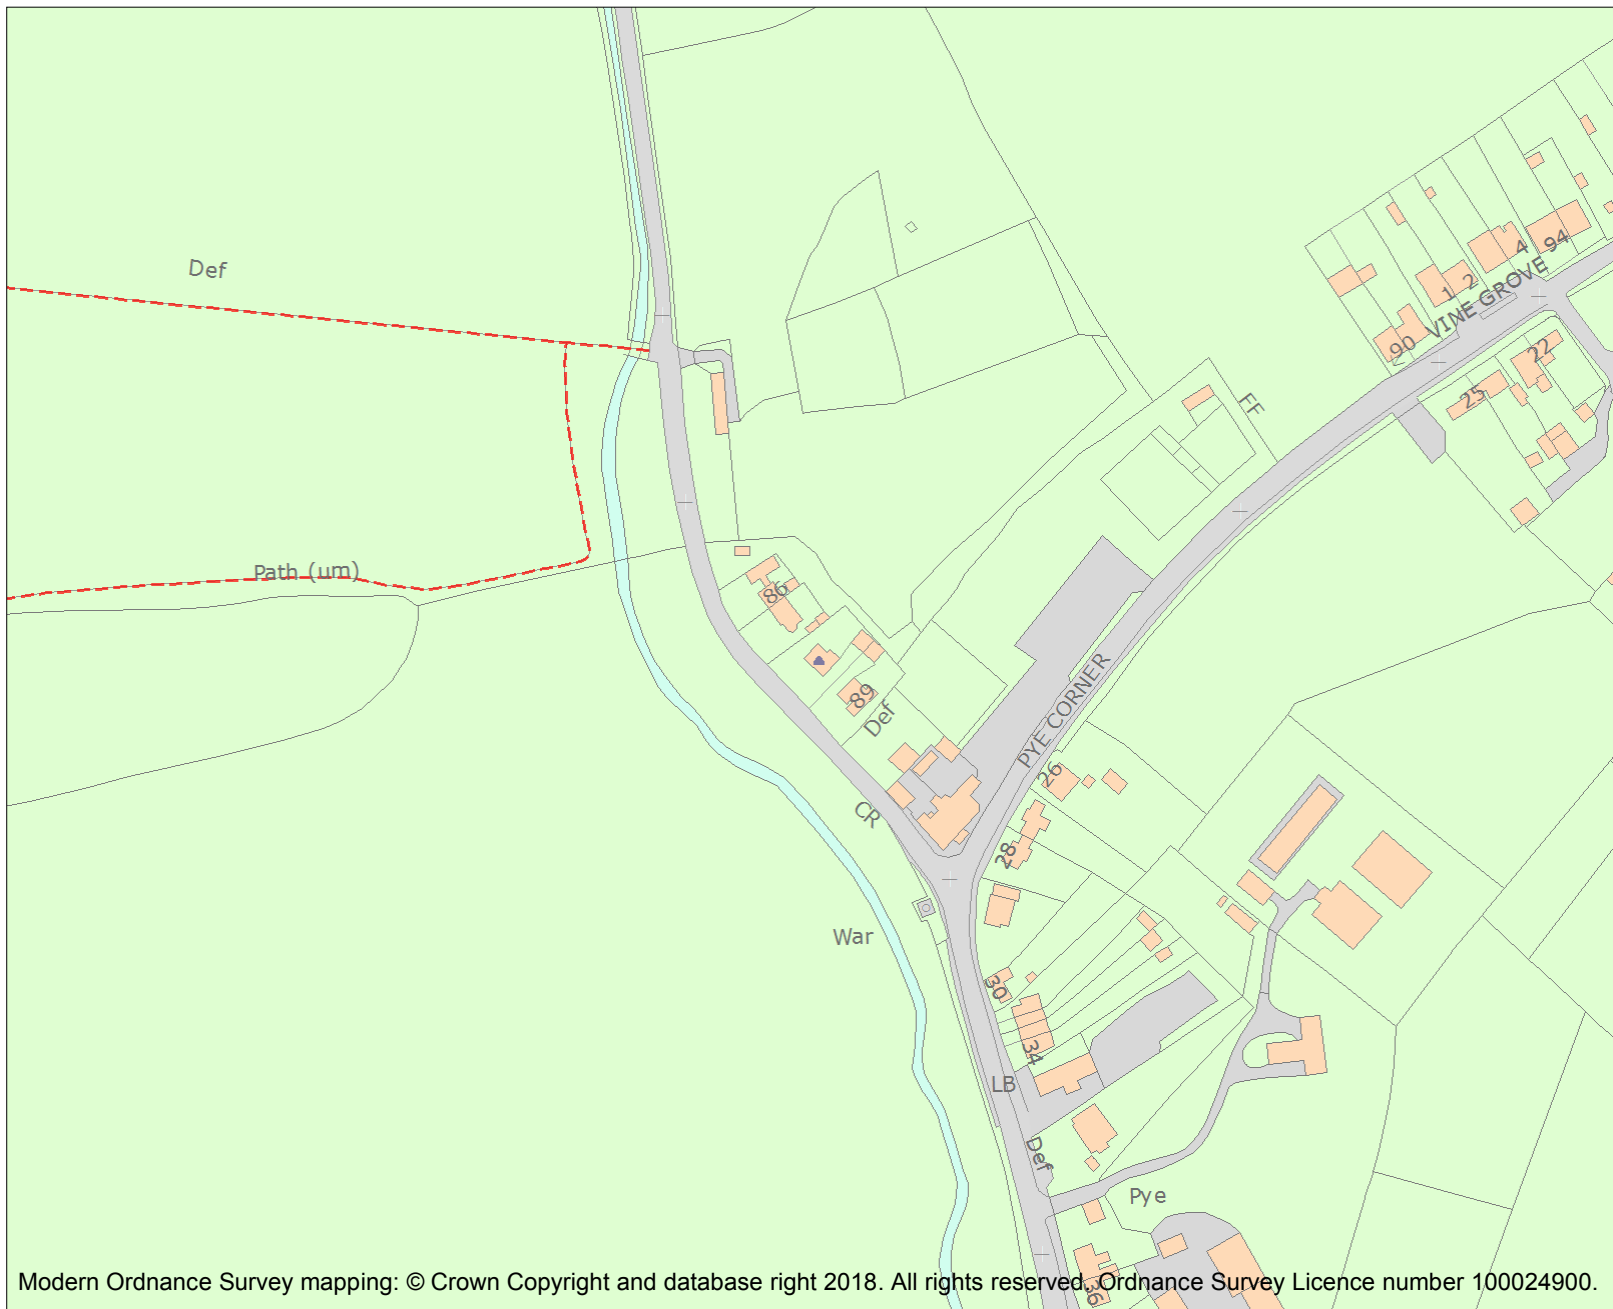 Def
4 94
1 2
VINE GROVE
90
22
25
FF
Path (um)
86
89
Def
PYE CORNER
26
CR
28
War
30
34
LB
Def
Pye
36
Modern Ordnance Survey mapping: © Crown Copyright and database right 2018. All rights reserved. Ordnance Survey Licence number 100024900.